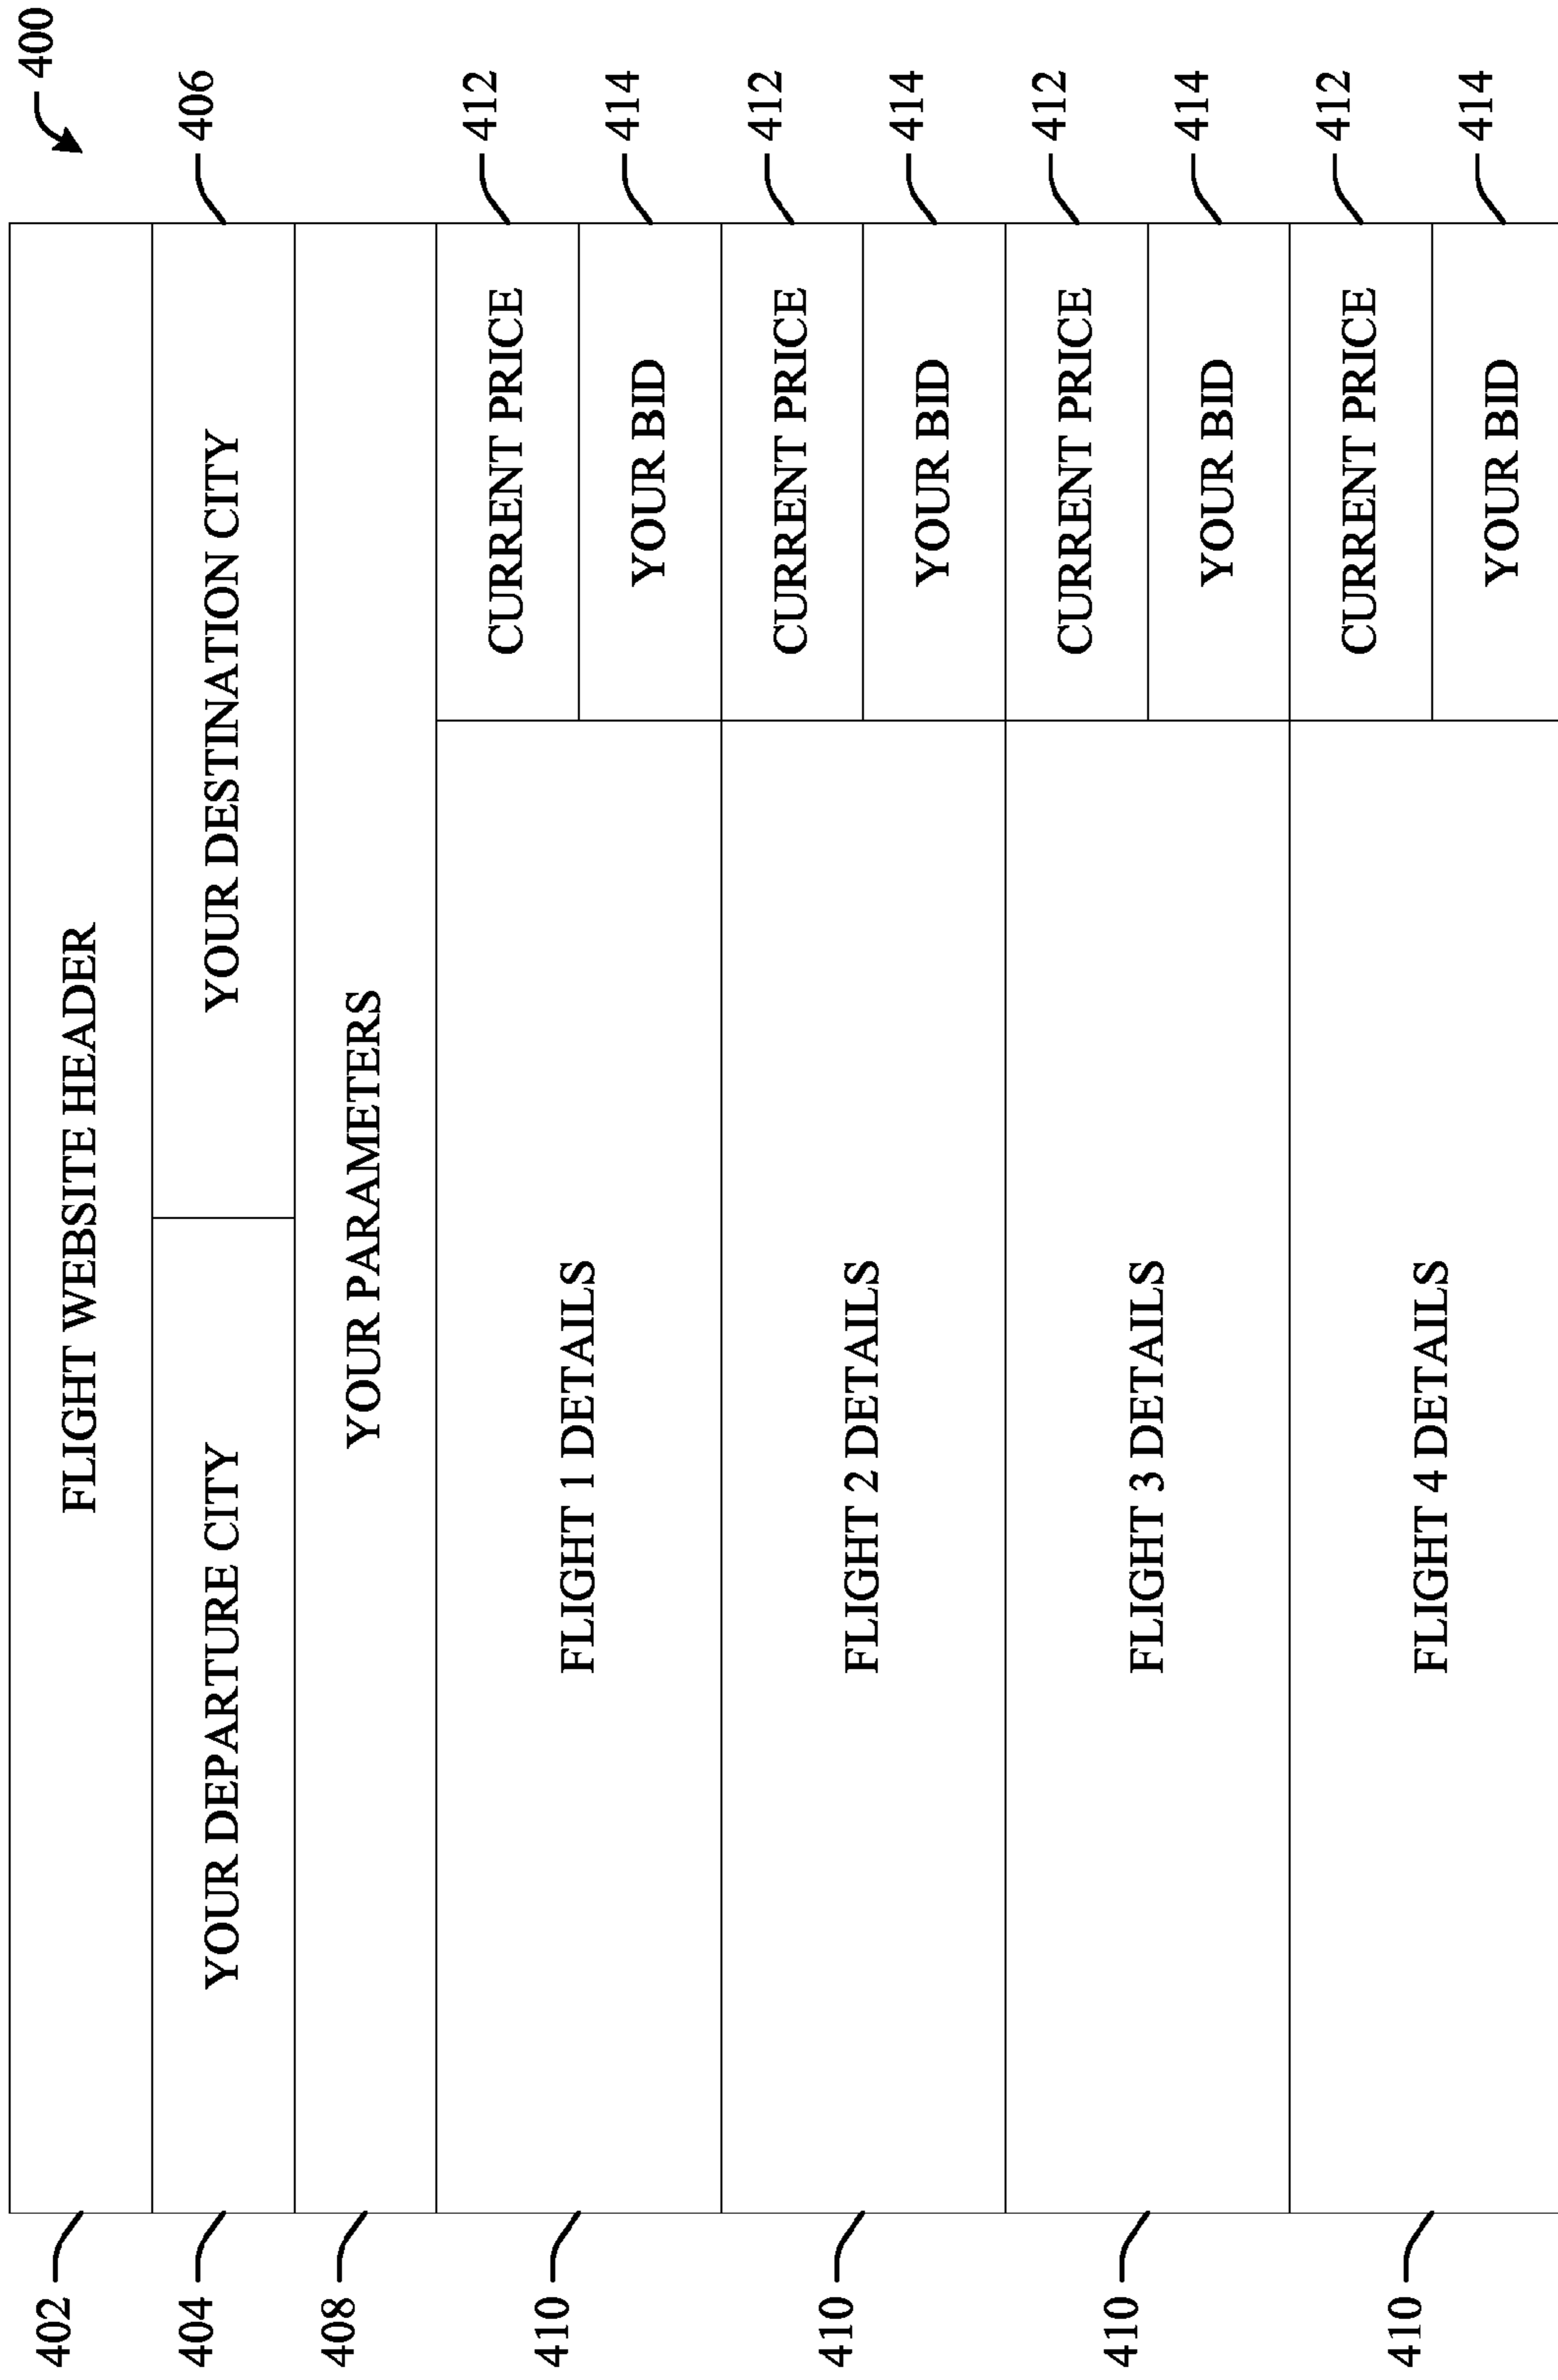 400
402 FLIGHT WEBSITE HEADER
404 YOUR DEPARTURE CITY YOUR DESTINATION CITY 406
408 YOUR PARAMETERS
CURRENT PRICE 412
410 FLIGHT 1 DETAILS
YOUR BID 414
CURRENT PRICE 412
410 FLIGHT 2 DETAILS
YOUR BID 414
CURRENT PRICE 412
410 FLIGHT 3 DETAILS
YOUR BID 414
CURRENT PRICE 412
410 FLIGHT 4 DETAILS
YOUR BID 414